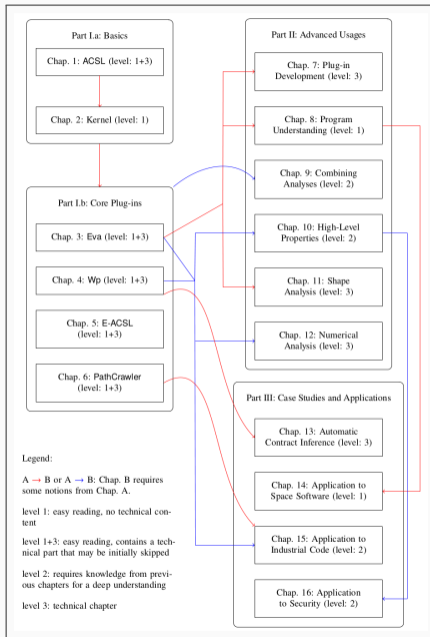 Part I.a: Basics
Chap. 1: ACSL (level: 1+3)
Chap. 2: Kernel (level: 1)
Part I.b: Core Plug-ins
Chap. 3: Eva (level: 1+3)
Chap. 4: Wp (level: 1+3)
Chap. 5: E-ACSL
(level: 1+3)
Chap. 6: PathCrawler
(level: 1+3)
Part II: Advanced Usages
Chap. 7: Plug-in
Development (level: 3)
Chap. 8: Program
Understanding (level: 1)
Chap. 9: Combining
Analyses (level: 2)
Chap. 10: High-Level
Properties (level: 2)
Chap. 11: Shape
Analysis (level: 3)
Chap. 12: Numerical
Analysis (level: 3)
Part III: Case Studies and Applications
Chap. 13: Automatic
Contract Inference (level: 3)
Chap. 14: Application to
Space Software (level: 1)
Chap. 15: Application to
Industrial Code (level: 2)
Chap. 16: Application
to Security (level: 2)
Legend:
A → B or A → B: Chap. B requires
some notions from Chap. A.
level 1: easy reading, no technical con-
tent
level 1+3: easy reading, contains a tech-
nical part that may be initially skipped
level 2: requires knowledge from previ-
ous chapters for a deep understanding
level 3: technical chapter